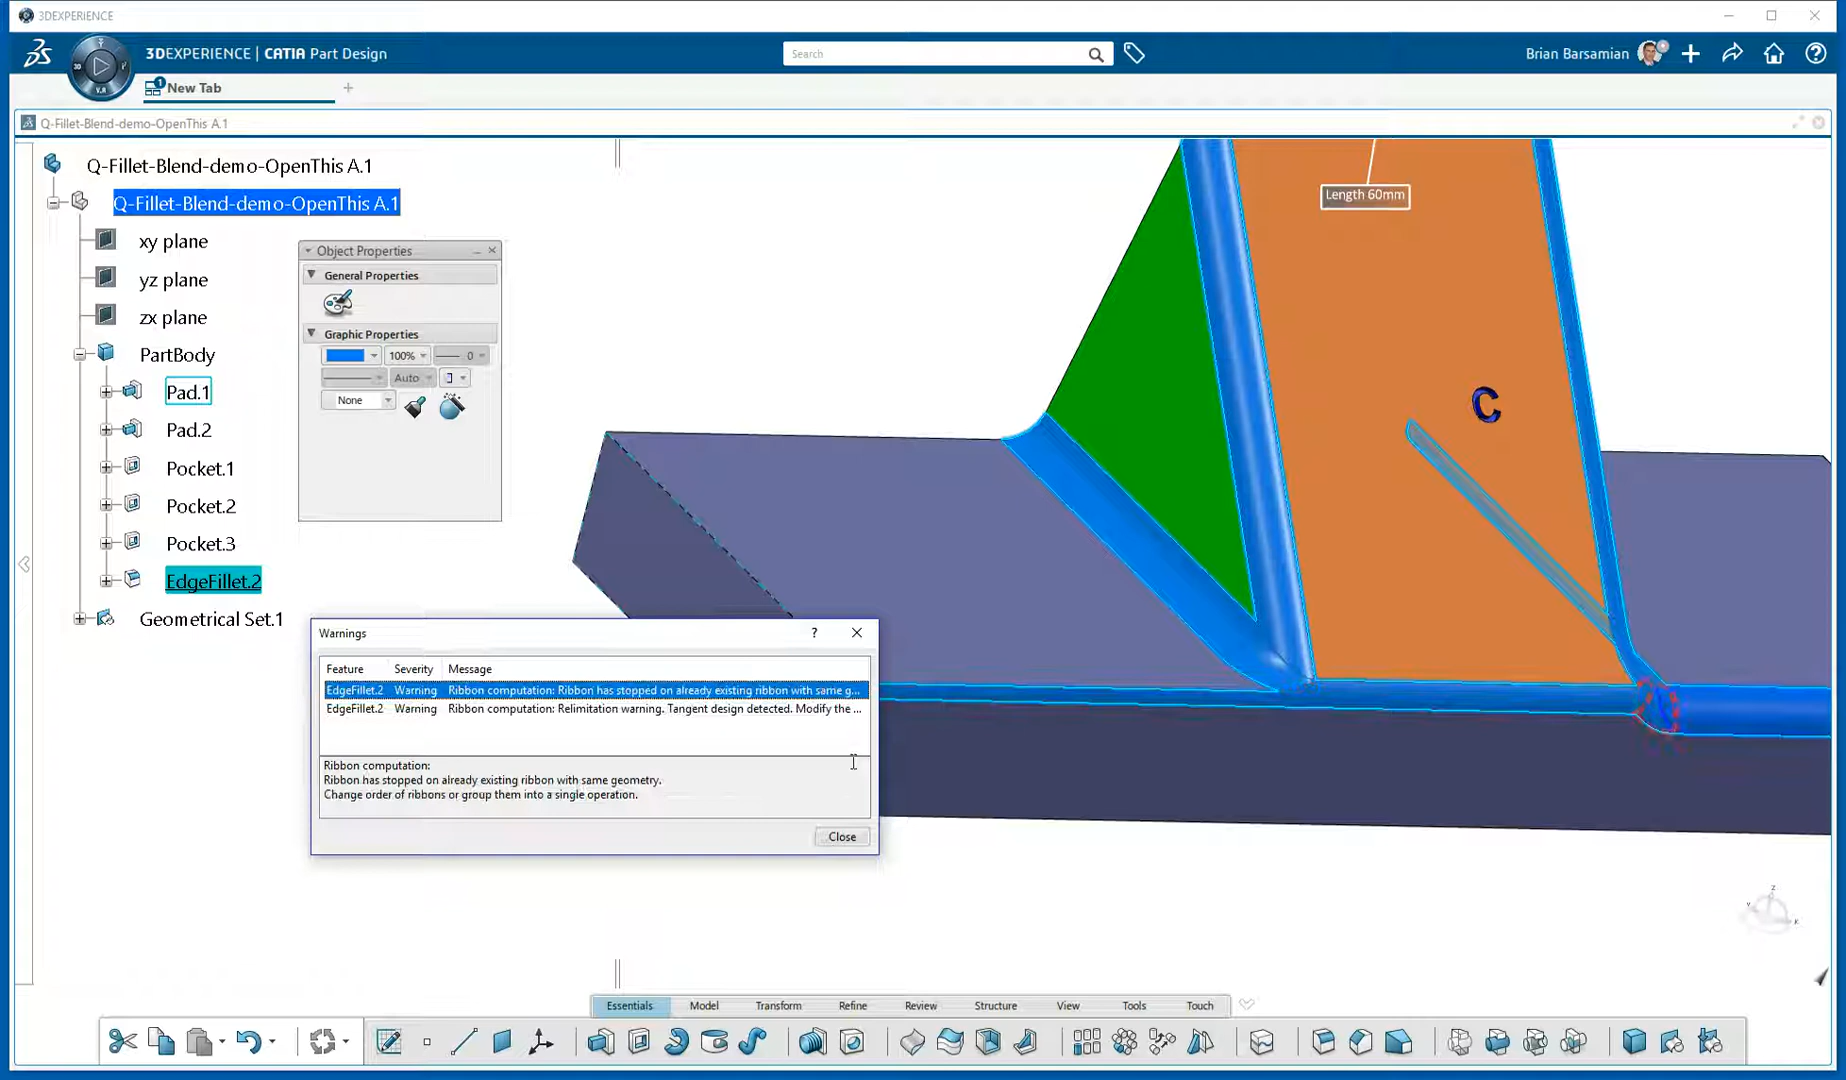 3DEXPERIENCE
3DEXPERIENCE | CATIA Part Design
Search
Brian Barsamian
3D
V.R
1
New Tab
Q-Fillet-Blend-demo-OpenThis A.1
Q-Fillet-Blend-demo-OpenThis A.1
Q-Fillet-Blend-demo-OpenThis A.1
xy plane
yz plane
zx plane
PartBody
Pad.1
Pad.2
Pocket.1
Pocket.2
Pocket.3
EdgeFillet.2
Geometrical Set.1
Object Properties
General Properties
Graphic Properties
100%
0
Auto
None
Length 60mm
C
Warnings
Feature Severity Message
EdgeFillet.2 Warning Ribbon computation: Ribbon has stopped on already existing ribbon with same g...
EdgeFillet.2 Warning Ribbon computation: Relimitation warning. Tangent design detected. Modify the ...
Ribbon computation:
Ribbon has stopped on already existing ribbon with same geometry.
Change order of ribbons or group them into a single operation.
Close
Essentials Model Transform Refine Review Structure View Tools Touch